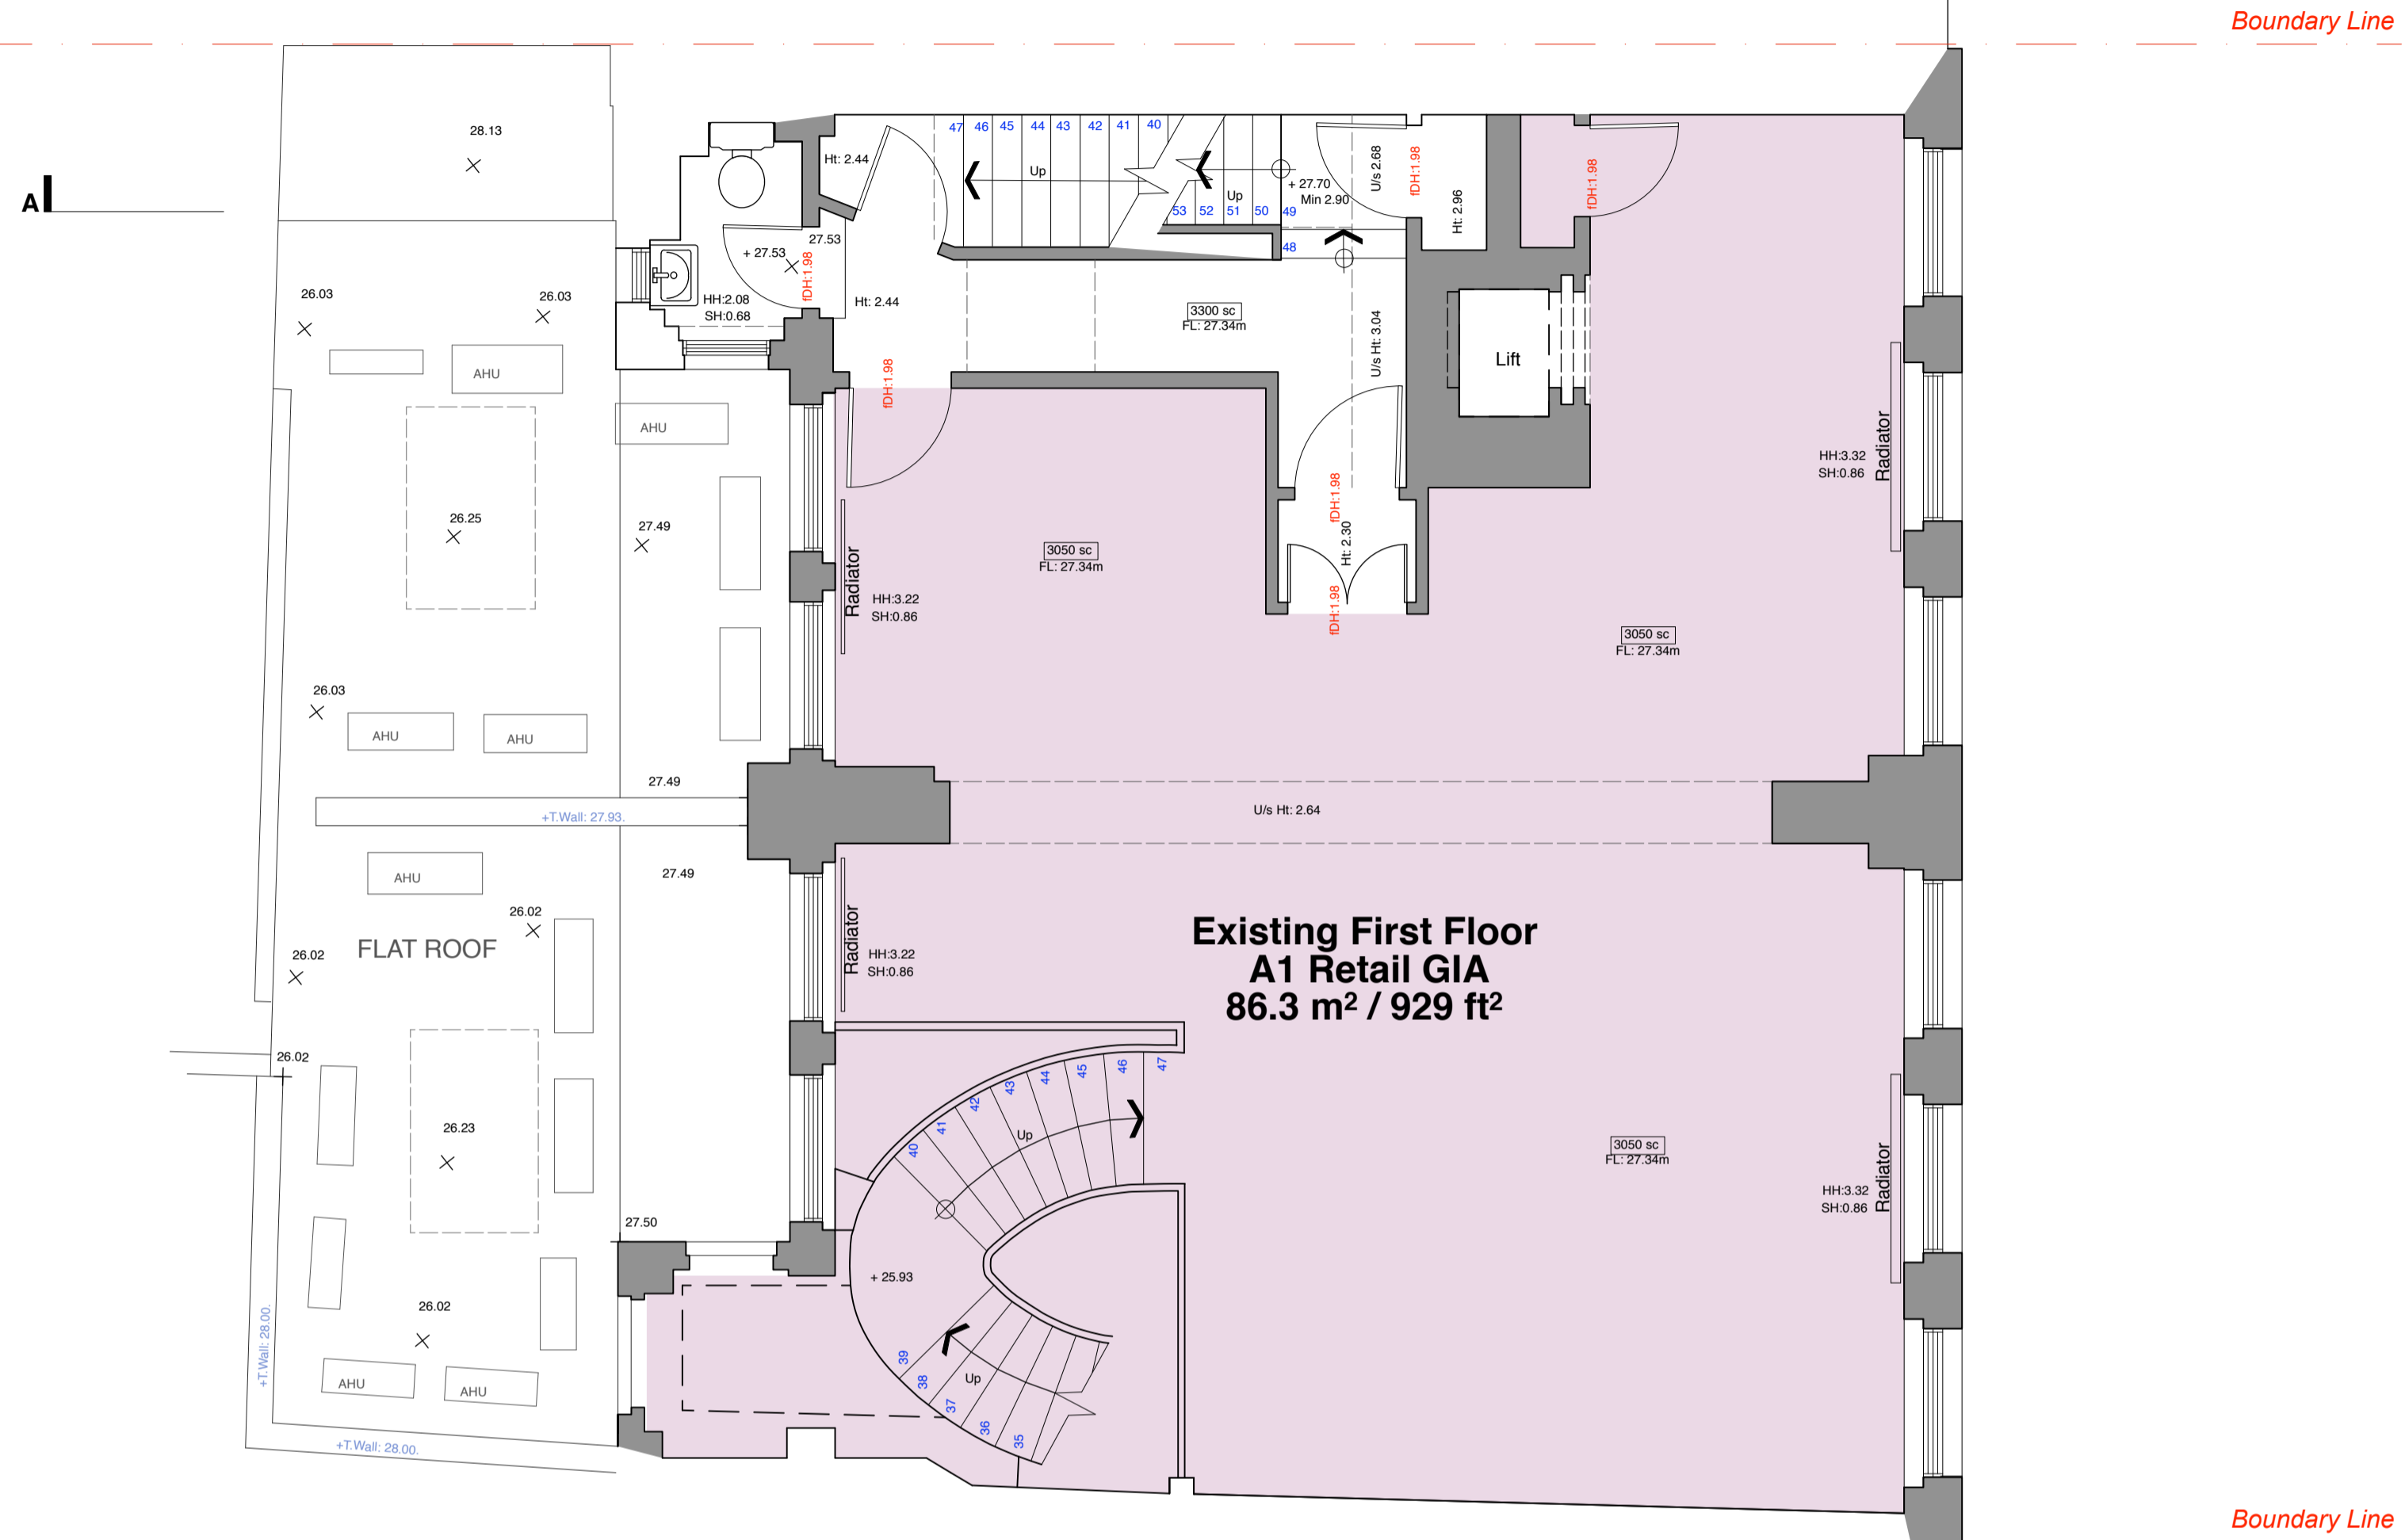 Boundary Line
28.13
A
Ht: 2.44
47 46 45 44 43 42 41 40
Up
Up
53 52 51 50 49
48
+ 27.70
Min 2.90
U/s 2.68
fDH:1.98
Ht: 2.96
fDH:1.98
27.53
+ 27.53
fDH:1.98
HH:2.08
SH:0.68
Ht: 2.44
26.03
26.03
3300 sc
FL: 27.34m
U/s Ht: 3.04
Lift
AHU
AHU
fDH:1.98
Radiator
HH:3.32
SH:0.86
26.25
27.49
3050 sc
FL: 27.34m
fDH:1.98
Ht: 2.30
fDH:1.98
Radiator
HH:3.22
SH:0.86
3050 sc
FL: 27.34m
26.03
AHU
AHU
27.49
+T.Wall: 27.93.
U/s Ht: 2.64
AHU
27.49
26.02
FLAT ROOF
26.02
Radiator
HH:3.22
SH:0.86
Existing First Floor
A1 Retail GIA
86.3 m² / 929 ft²
26.02
40 41 42 43 44 45 46 47
Up
26.23
3050 sc
FL: 27.34m
Radiator
HH:3.32
SH:0.86
27.50
+ 25.93
26.02
+T.Wall: 28.00.
AHU
AHU
39 38 37 36 35
Up
+T.Wall: 28.00.
Boundary Line